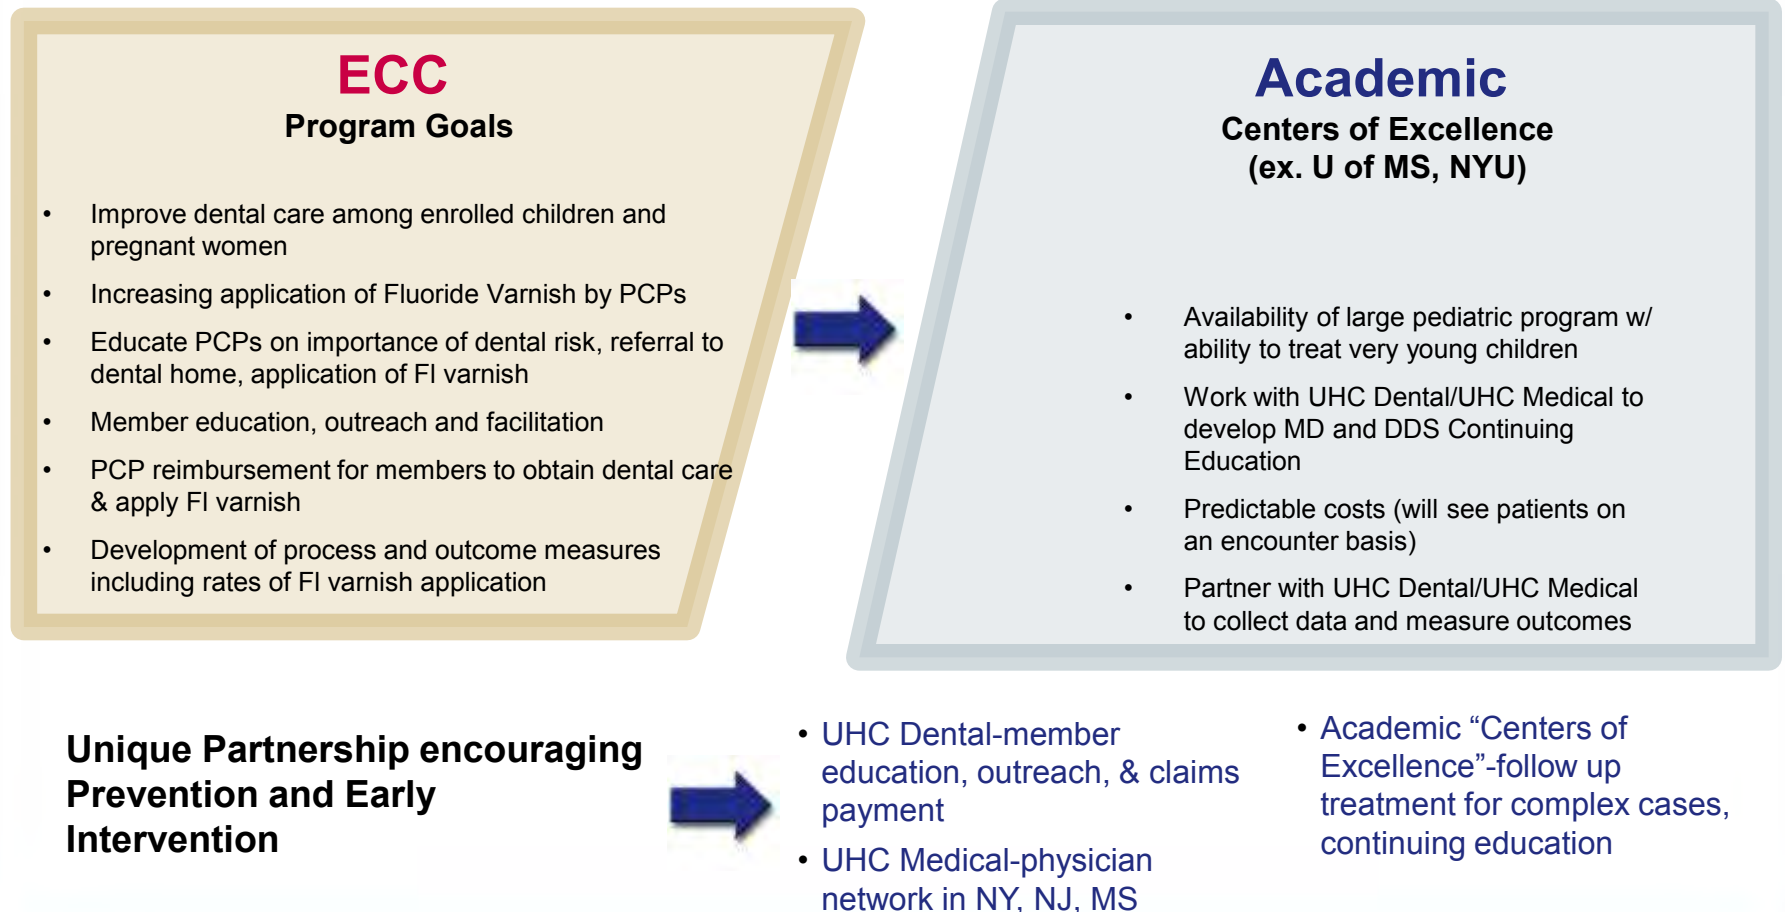 ECC
Program Goals
• Improve dental care among enrolled children and
pregnant women
• Increasing application of Fluoride Varnish by PCPs
• Educate PCPs on importance of dental risk, referral to
dental home, application of Fl varnish
• Member education, outreach and facilitation
• PCP reimbursement for members to obtain dental care
& apply Fl varnish
• Development of process and outcome measures
including rates of Fl varnish application
Academic
Centers of Excellence
(ex. U of MS, NYU)
• Availability of large pediatric program w/
ability to treat very young children
• Work with UHC Dental/UHC Medical to
develop MD and DDS Continuing
Education
• Predictable costs (will see patients on
an encounter basis)
• Partner with UHC Dental/UHC Medical
to collect data and measure outcomes
Unique Partnership encouraging
Prevention and Early
Intervention
• UHC Dental-member
education, outreach, & claims
payment
• UHC Medical-physician
network in NY, NJ, MS
• Academic “Centers of
Excellence”-follow up
treatment for complex cases,
continuing education